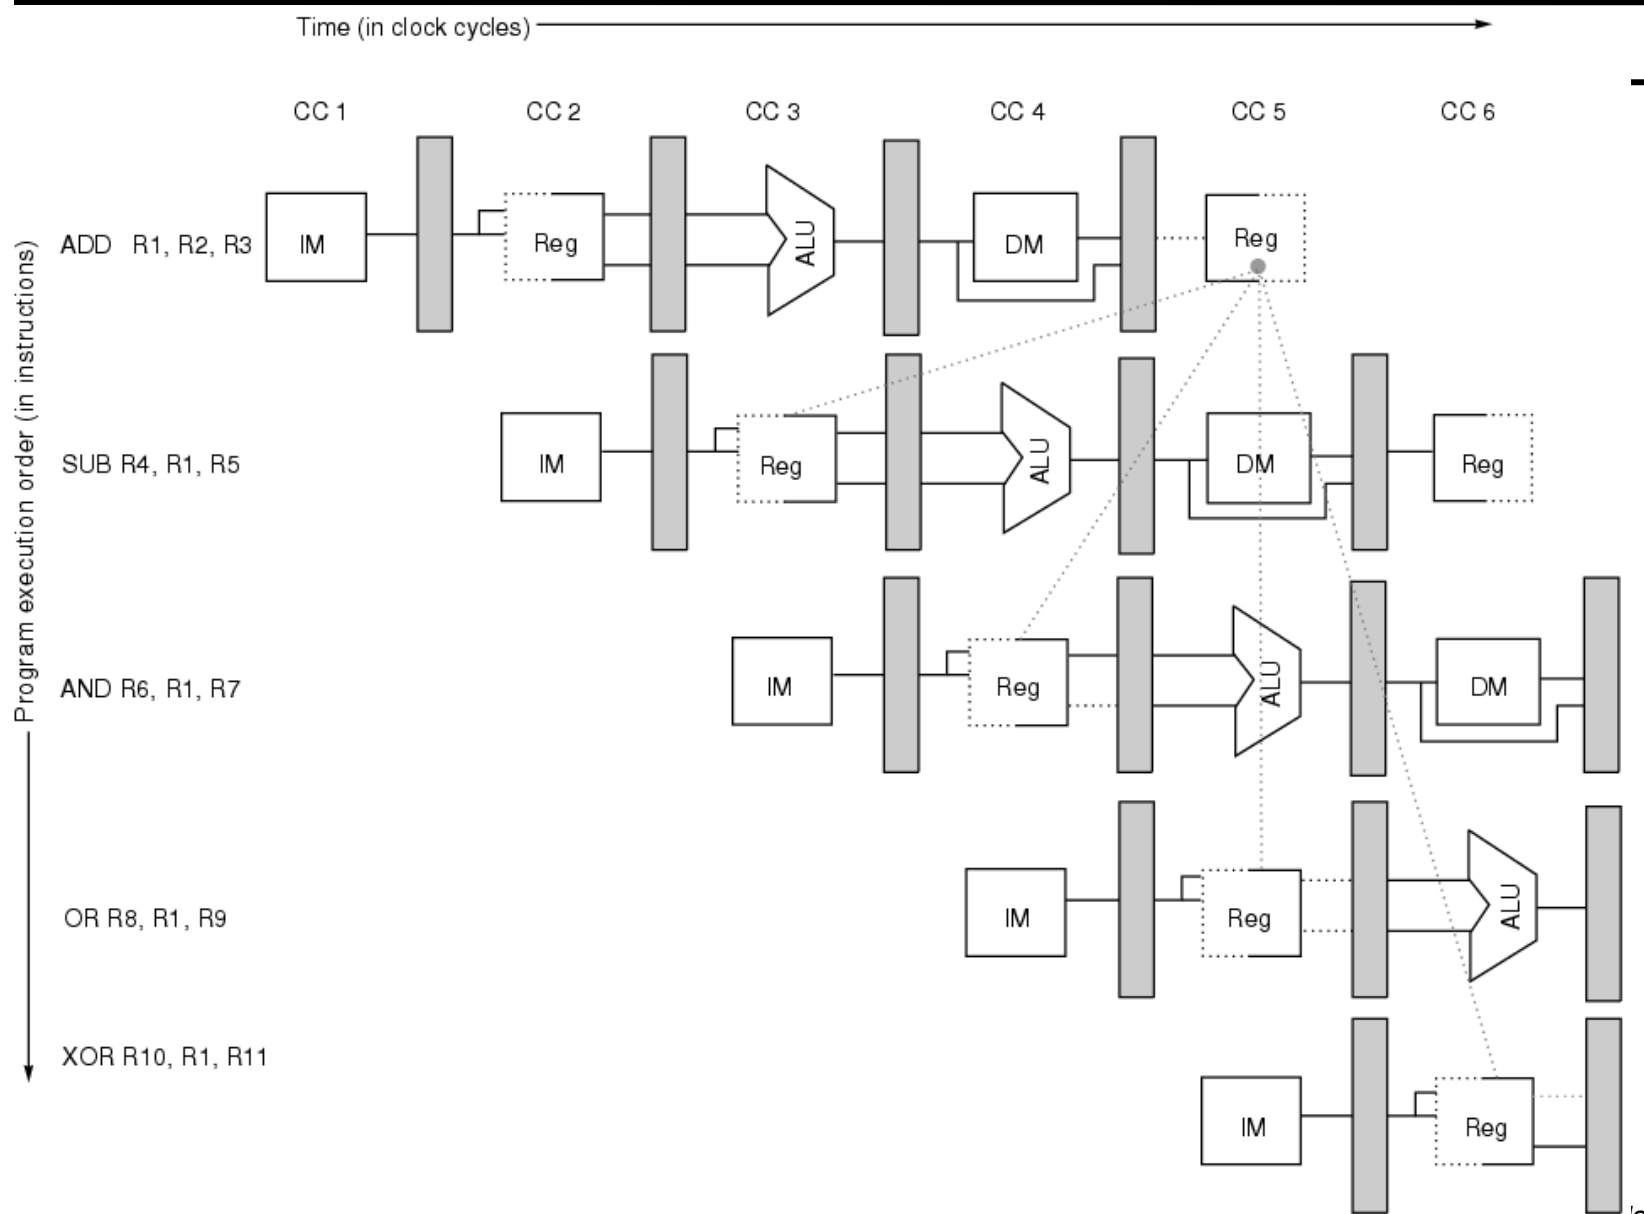 Time (in clock cycles)
CC 1 CC 2 CC 3 CC 4 CC 5 CC 6
Program execution order (in instructions)
ADD R1, R2, R3 IM Reg ALU DM Reg
SUB R4, R1, R5 IM Reg ALU DM Reg
AND R6, R1, R7 IM Reg ALU DM
OR R8, R1, R9 IM Reg ALU
XOR R10, R1, R11 IM Reg